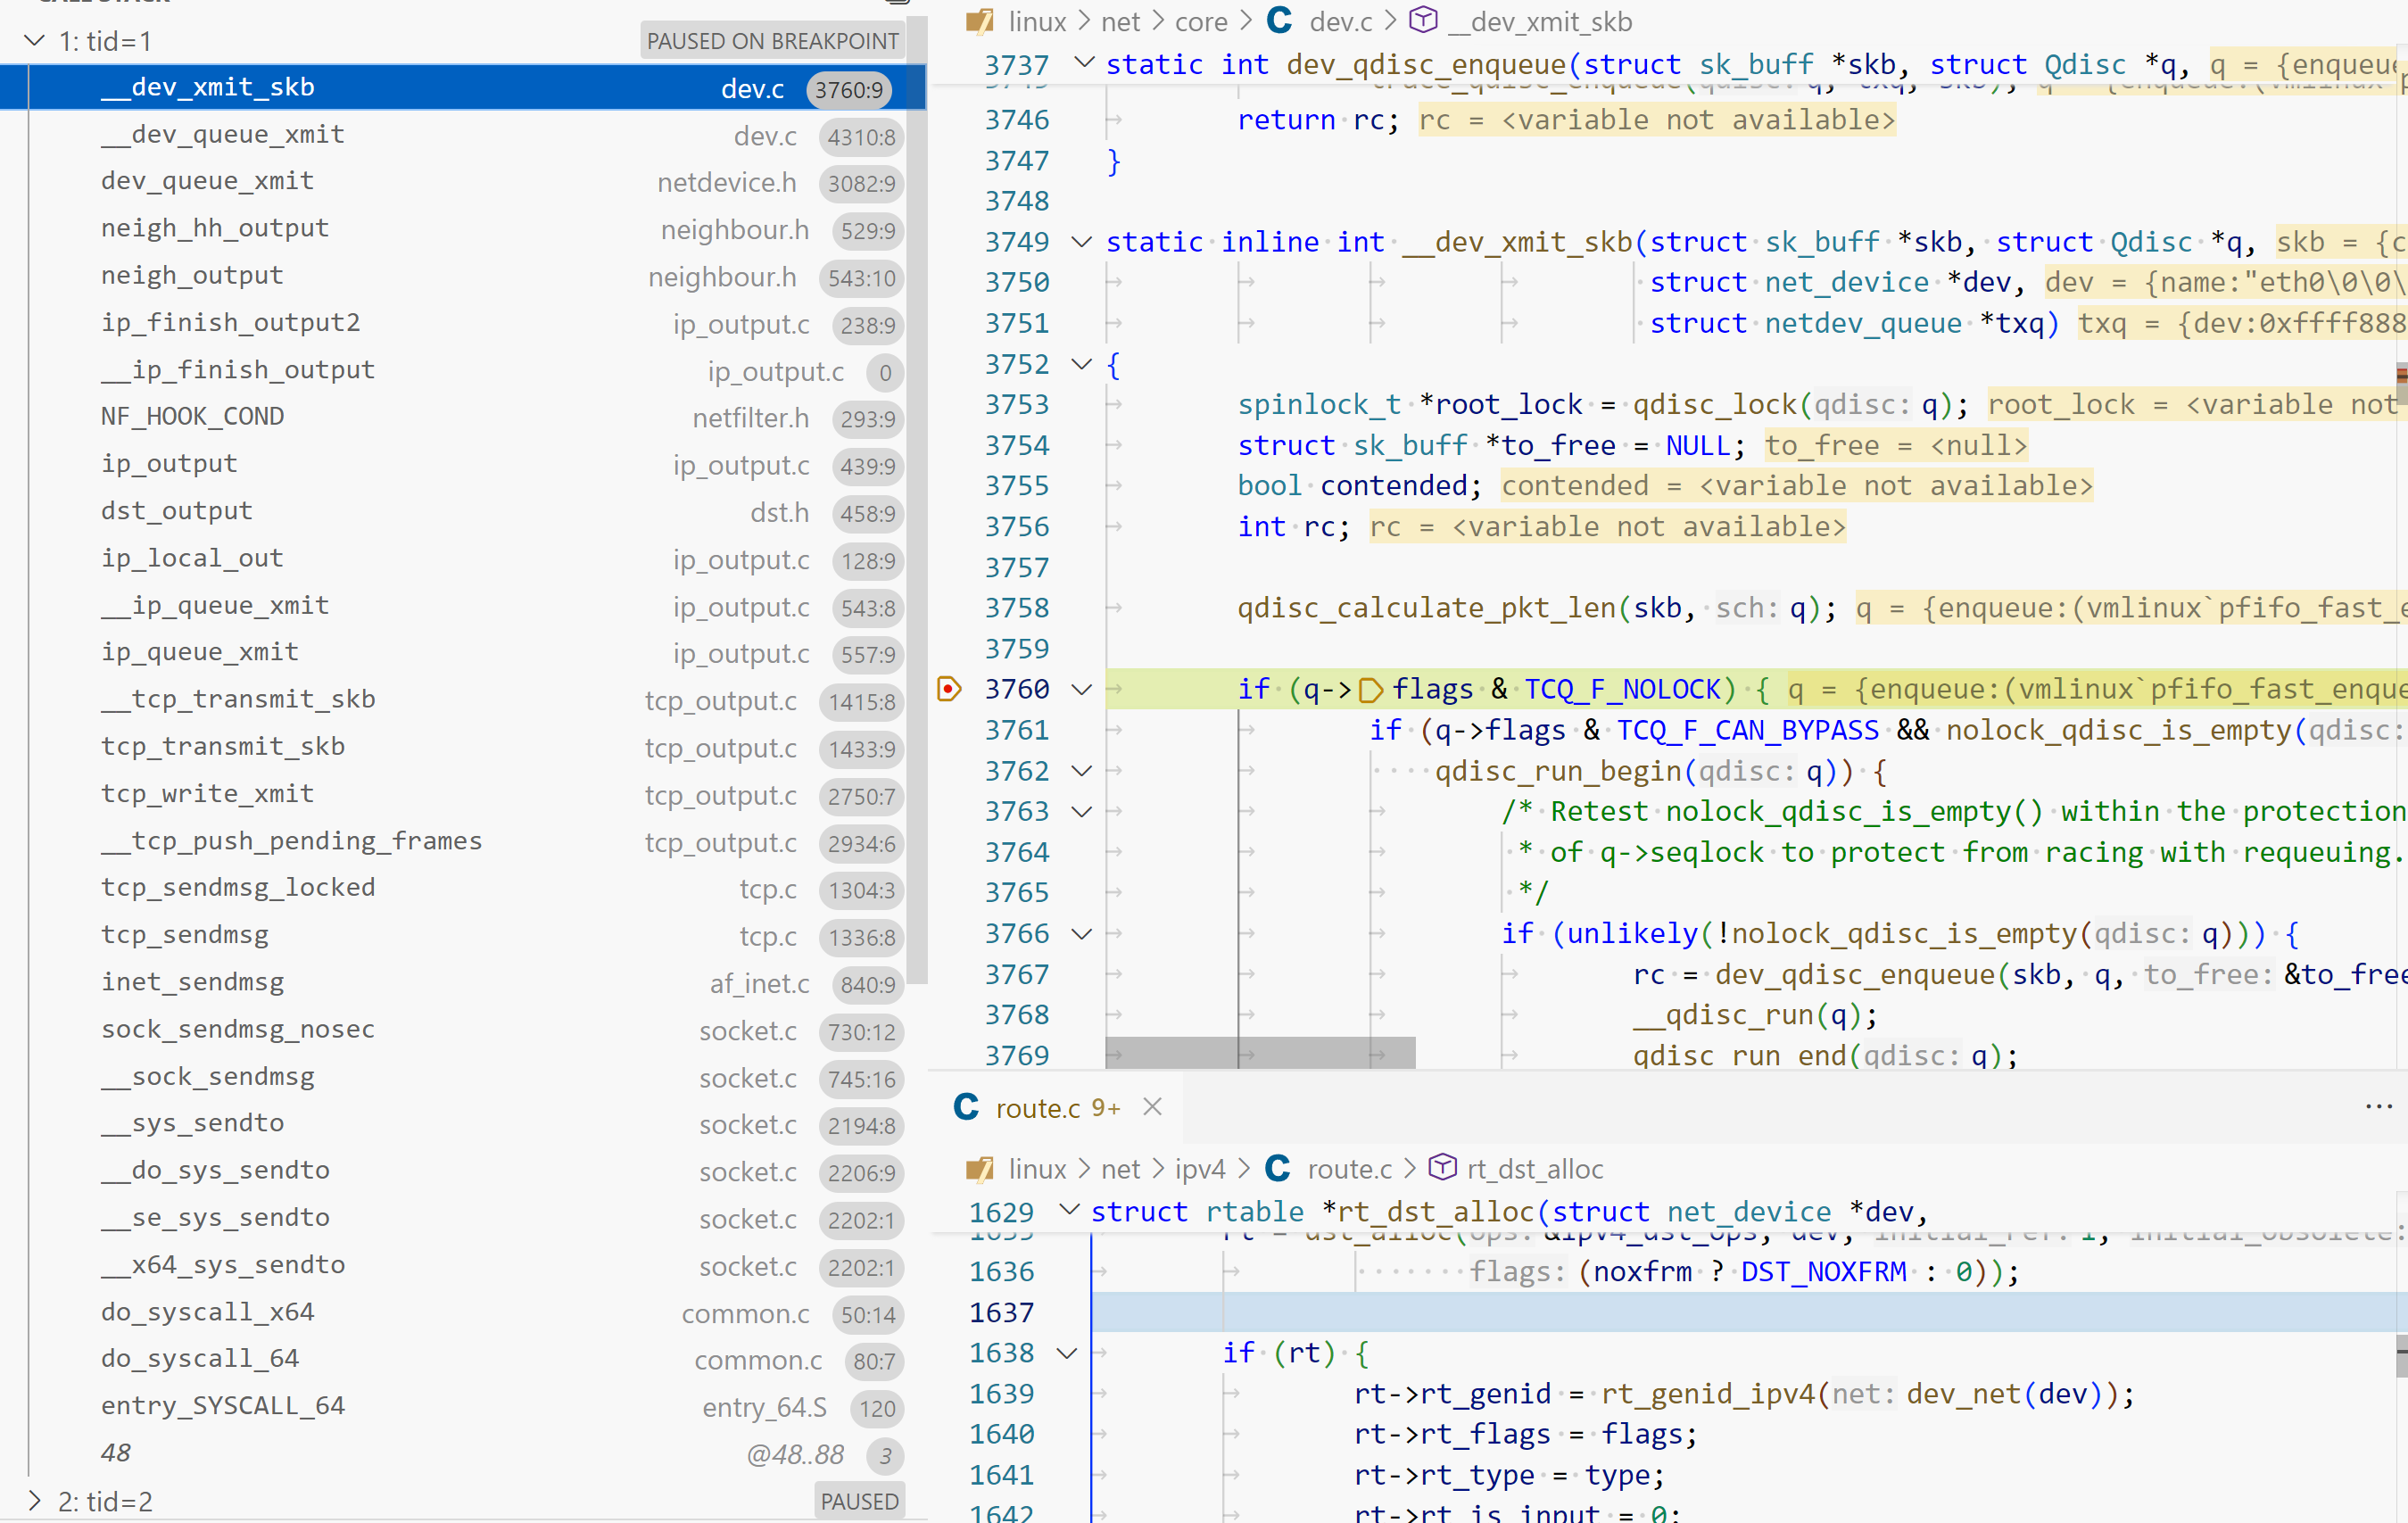 1: tid=1 PAUSED ON BREAKPOINT
__dev_xmit_skb dev.c 3760:9
__dev_queue_xmit dev.c 4310:8
dev_queue_xmit netdevice.h 3082:9
neigh_hh_output neighbour.h 529:9
neigh_output neighbour.h 543:10
ip_finish_output2 ip_output.c 238:9
__ip_finish_output ip_output.c 0
NF_HOOK_COND netfilter.h 293:9
ip_output ip_output.c 439:9
dst_output dst.h 458:9
ip_local_out ip_output.c 128:9
__ip_queue_xmit ip_output.c 543:8
ip_queue_xmit ip_output.c 557:9
__tcp_transmit_skb tcp_output.c 1415:8
tcp_transmit_skb tcp_output.c 1433:9
tcp_write_xmit tcp_output.c 2750:7
__tcp_push_pending_frames tcp_output.c 2934:6
tcp_sendmsg_locked tcp.c 1304:3
tcp_sendmsg tcp.c 1336:8
inet_sendmsg af_inet.c 840:9
sock_sendmsg_nosec socket.c 730:12
__sock_sendmsg socket.c 745:16
__sys_sendto socket.c 2194:8
__do_sys_sendto socket.c 2206:9
__se_sys_sendto socket.c 2202:1
__x64_sys_sendto socket.c 2202:1
do_syscall_x64 common.c 50:14
do_syscall_64 common.c 80:7
entry_SYSCALL_64 entry_64.S 120
48 @48..88 3
2: tid=2 PAUSED
linux > net > core > C dev.c > __dev_xmit_skb
3737 static int dev_qdisc_enqueue(struct sk_buff *skb, struct Qdisc *q, q = {enqueue
3746 return rc; rc = <variable not available>
3747 }
3748
3749 static inline int __dev_xmit_skb(struct sk_buff *skb, struct Qdisc *q, skb = {c
3750 struct net_device *dev, dev = {name:"eth0\0\0\
3751 struct netdev_queue *txq) txq = {dev:0xffff888
3752 {
3753 spinlock_t *root_lock = qdisc_lock(qdisc: q); root_lock = <variable not
3754 struct sk_buff *to_free = NULL; to_free = <null>
3755 bool contended; contended = <variable not available>
3756 int rc; rc = <variable not available>
3757
3758 qdisc_calculate_pkt_len(skb, sch: q); q = {enqueue:(vmlinux`pfifo_fast_e
3759
3760 if (q->flags & TCQ_F_NOLOCK) { q = {enqueue:(vmlinux`pfifo_fast_enque
3761 if (q->flags & TCQ_F_CAN_BYPASS && nolock_qdisc_is_empty(qdisc:
3762 qdisc_run_begin(qdisc: q)) {
3763 /* Retest nolock_qdisc_is_empty() within the protection
3764 * of q->seqlock to protect from racing with requeuing.
3765 */
3766 if (unlikely(!nolock_qdisc_is_empty(qdisc: q))) {
3767 rc = dev_qdisc_enqueue(skb, q, to_free: &to_free
3768 __qdisc_run(q);
3769 qdisc_run_end(qdisc: q);
C route.c 9+
linux > net > ipv4 > C route.c > rt_dst_alloc
1629 struct rtable *rt_dst_alloc(struct net_device *dev,
1636 flags: (noxfrm ? DST_NOXFRM : 0));
1637
1638 if (rt) {
1639 rt->rt_genid = rt_genid_ipv4(net: dev_net(dev));
1640 rt->rt_flags = flags;
1641 rt->rt_type = type;
1642 rt->rt_is_input = 0;